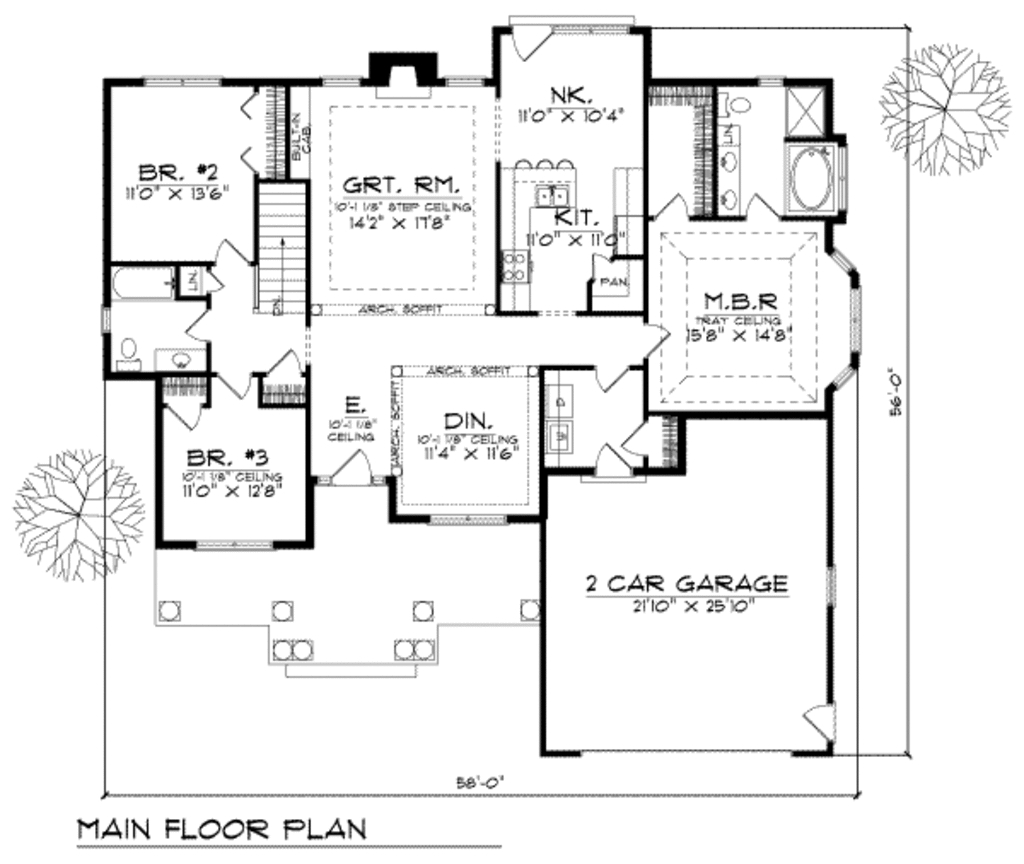 NK.
11'0" X 10'4"
BUILT-IN
CAB.
LIN.
BR. #2
11'0" X 13'6"
GRT. RM.
10'-1 1/8" STEP CEILING
14'2" X 17'8"
KIT.
11'0" X 11'0"
LIN.
PAN.
DN.
ARCH. SOFFIT
M.B.R
TRAY CEILING
15'8" X 14'8"
ARCH. SOFFIT
56'-0"
E.
10'-1 1/8"
CEILING
ARCH. SOFFIT
DIN.
10'-1 1/8" CEILING
11'4" X 11'6"
D
W
BR. #3
10'-1 1/8" CEILING
11'0" X 12'8"
2 CAR GARAGE
21'10" X 25'10"
58'-0"
MAIN FLOOR PLAN